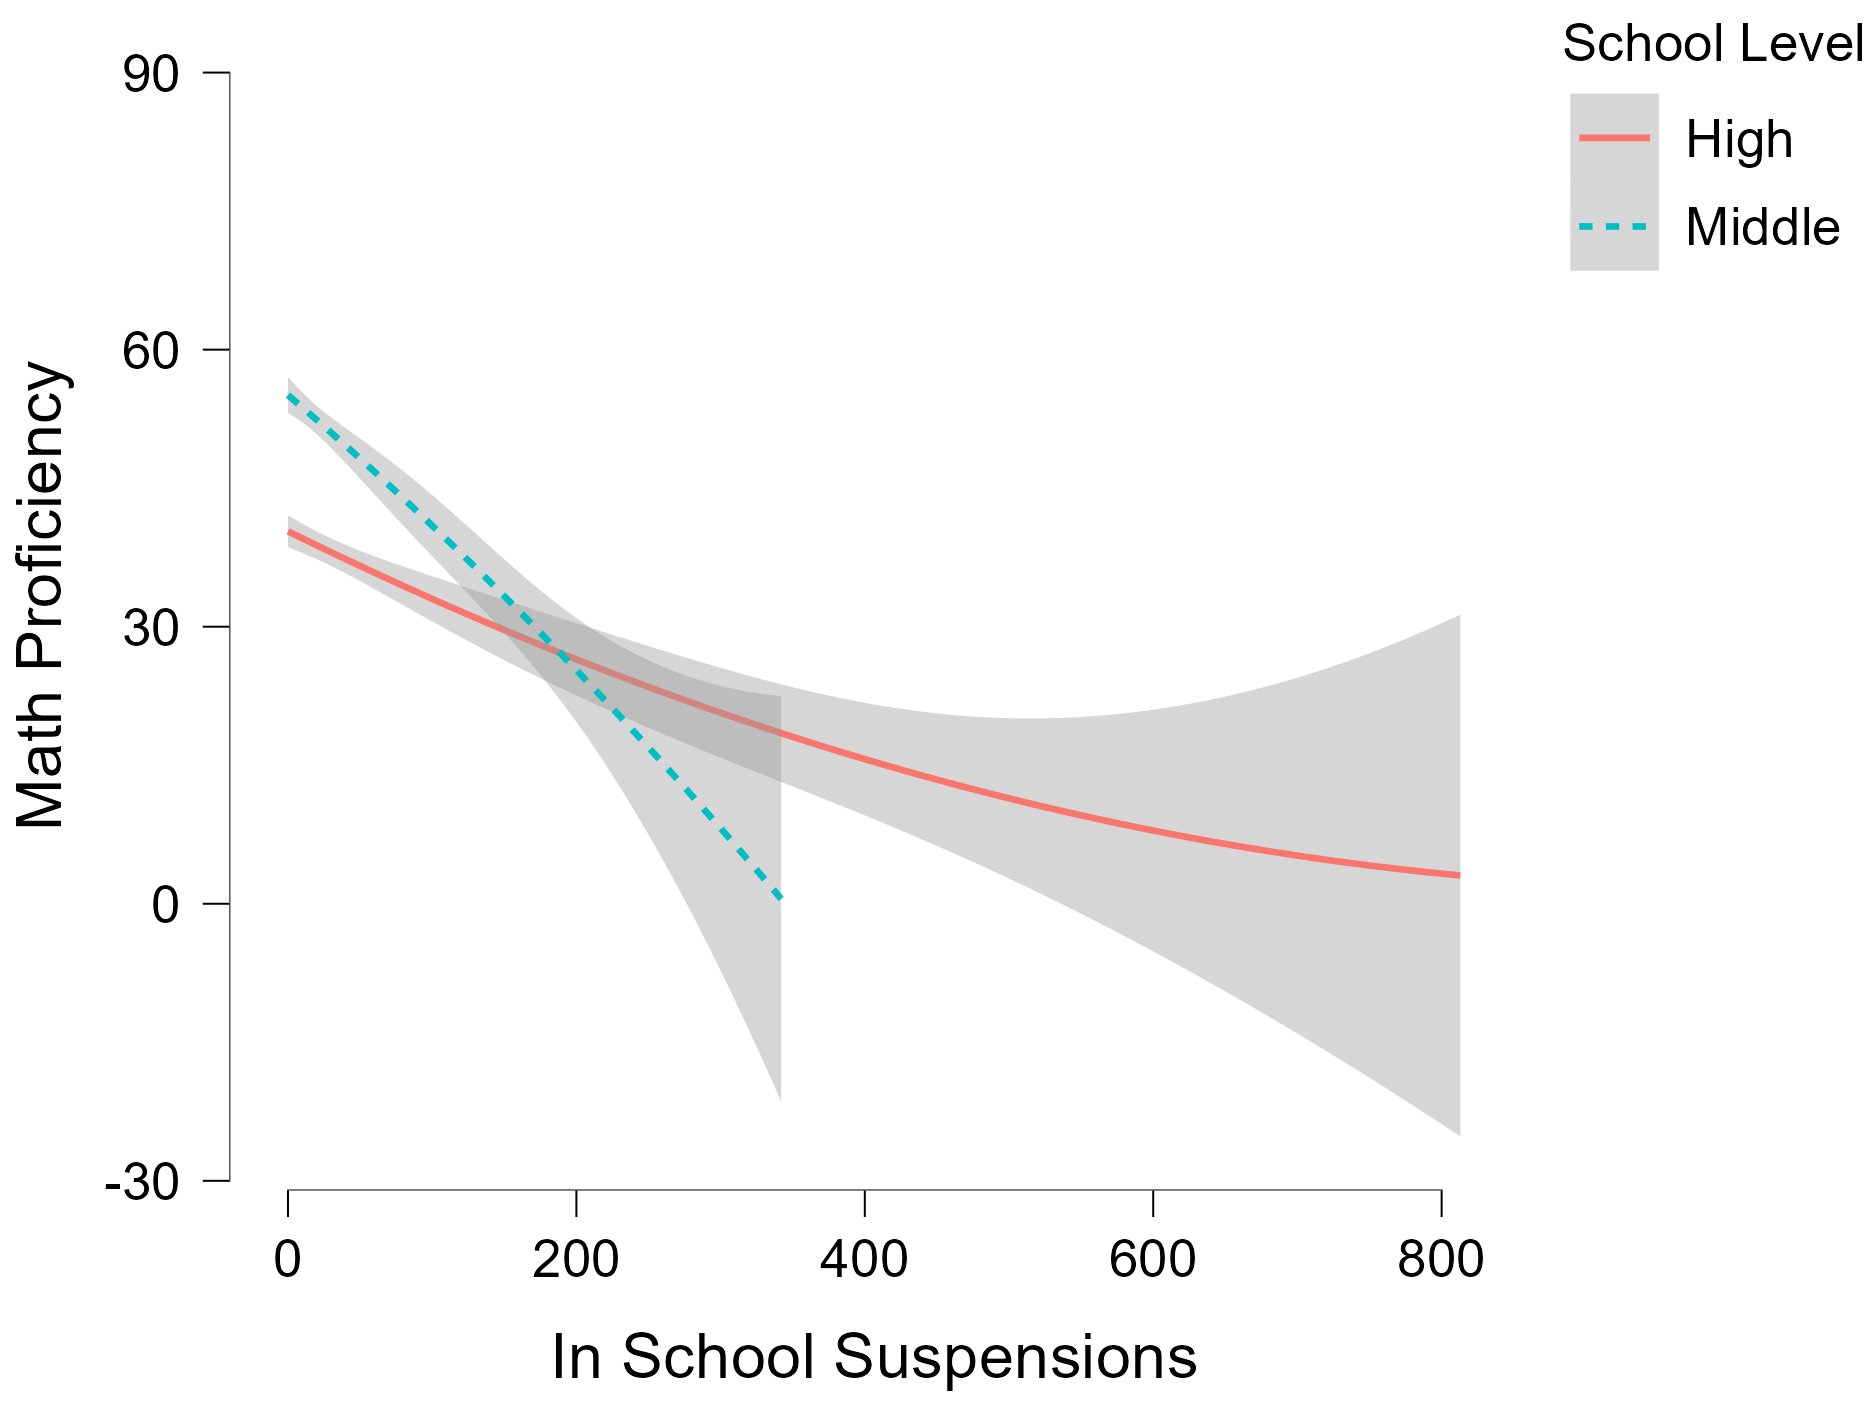 School Level
High
Middle
Math Proficiency
90
60
30
0
-30
0 200 400 600 800
In School Suspensions